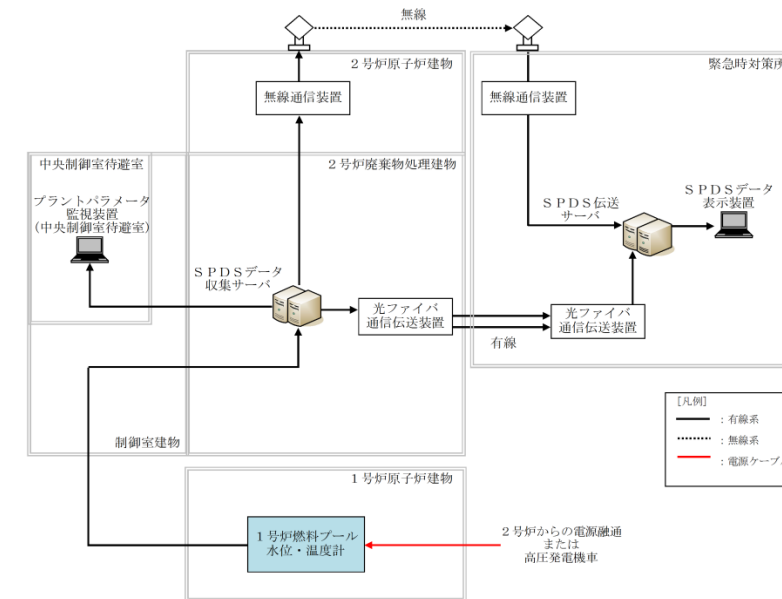 無線
2号炉原子炉建物
緊急時対策所
無線通信装置
無線通信装置
中央制御室待避室
2号炉廃棄物処理建物
プラントパラメータ
監視装置
(中央制御室待避室)
SPDSデータ
収集サーバ
SPDS伝送
サーバ
SPDSデータ
表示装置
光ファイバ
通信伝送装置
光ファイバ
通信伝送装置
有線
制御室建物
[凡例]
:有線系
:無線系
:電源ケーブ
1号炉原子炉建物
1号炉燃料プール
水位・温度計
2号炉からの電源融通
または
高圧発電機車